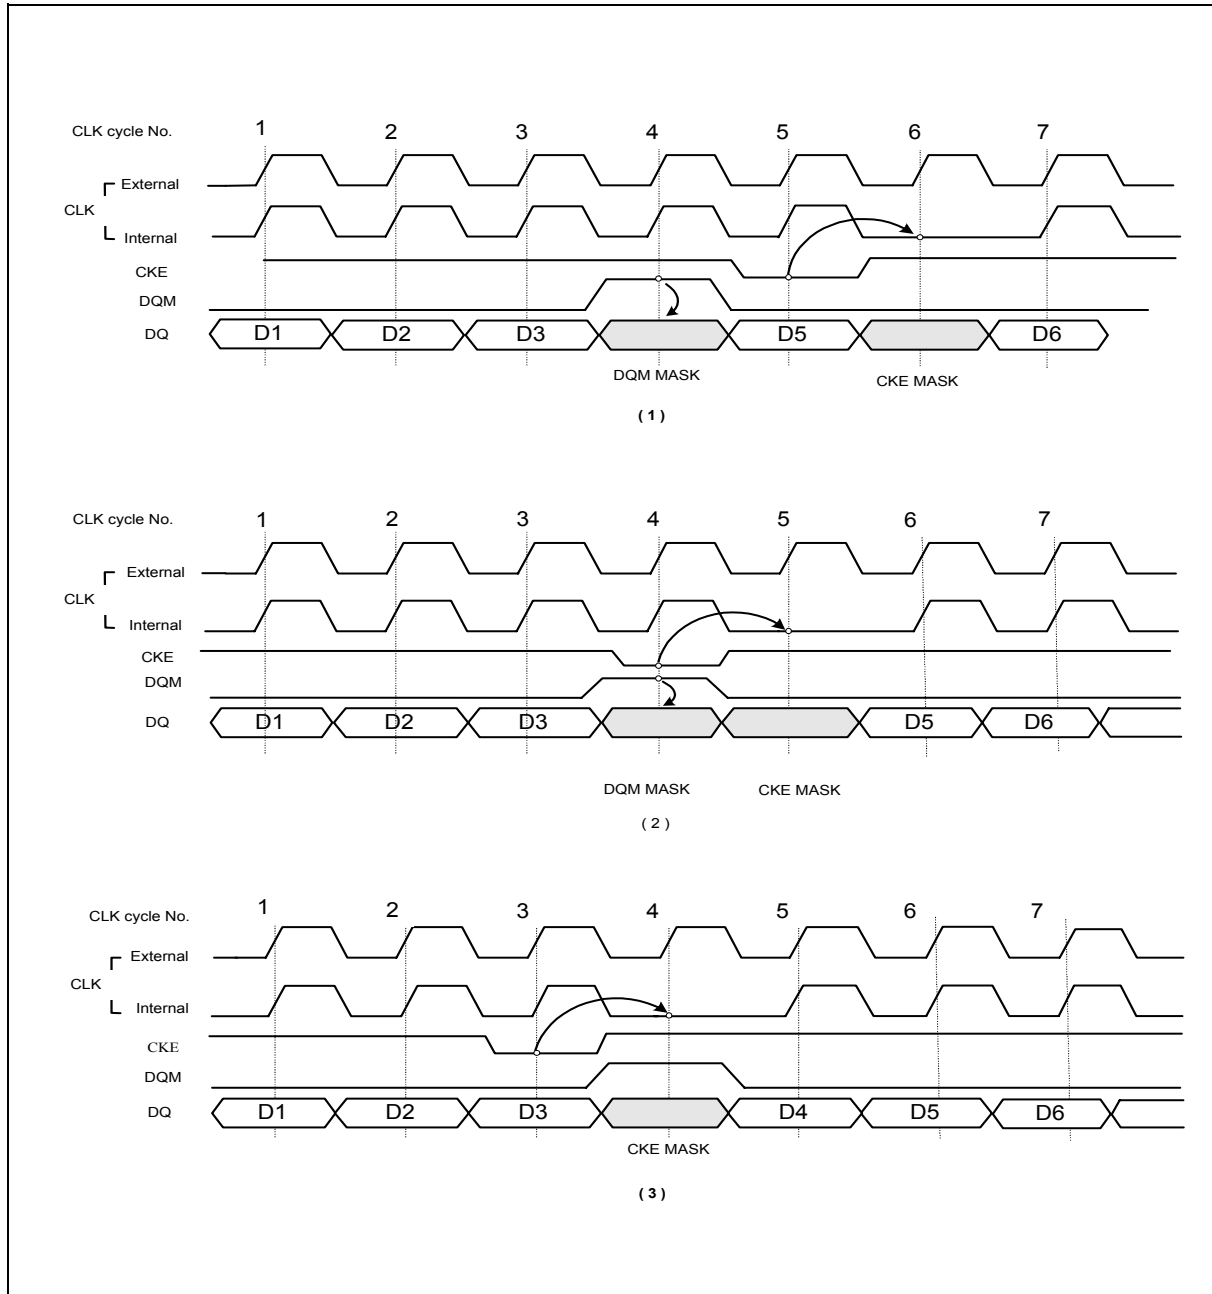 CLK cycle No. 1 2 3 4 5 6 7
External
CLK
Internal
CKE
DQM
DQ D1 D2 D3 D5 D6
DQM MASK CKE MASK
( 1 )
CLK cycle No. 1 2 3 4 5 6 7
External
CLK
Internal
CKE
DQM
DQ D1 D2 D3 D5 D6
DQM MASK CKE MASK
( 2 )
CLK cycle No. 1 2 3 4 5 6 7
External
CLK
Internal
CKE
DQM
DQ D1 D2 D3 D4 D5 D6
CKE MASK
( 3 )